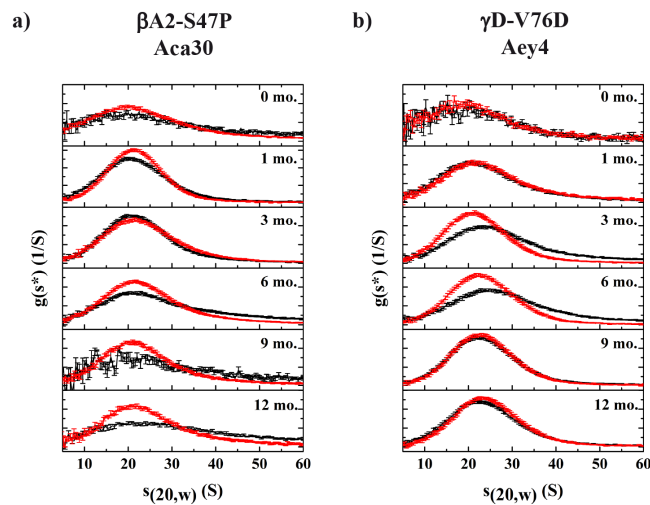 a)
βA2-S47P
Aca30
g(s*) (1/S)
0 mo.
1 mo.
3 mo.
6 mo.
9 mo.
12 mo.
10 20 30 40 50 60
s(20,w) (S)
b)
γD-V76D
Aey4
g(s*) (1/S)
0 mo.
1 mo.
3 mo.
6 mo.
9 mo.
12 mo.
10 20 30 40 50 60
s(20,w) (S)